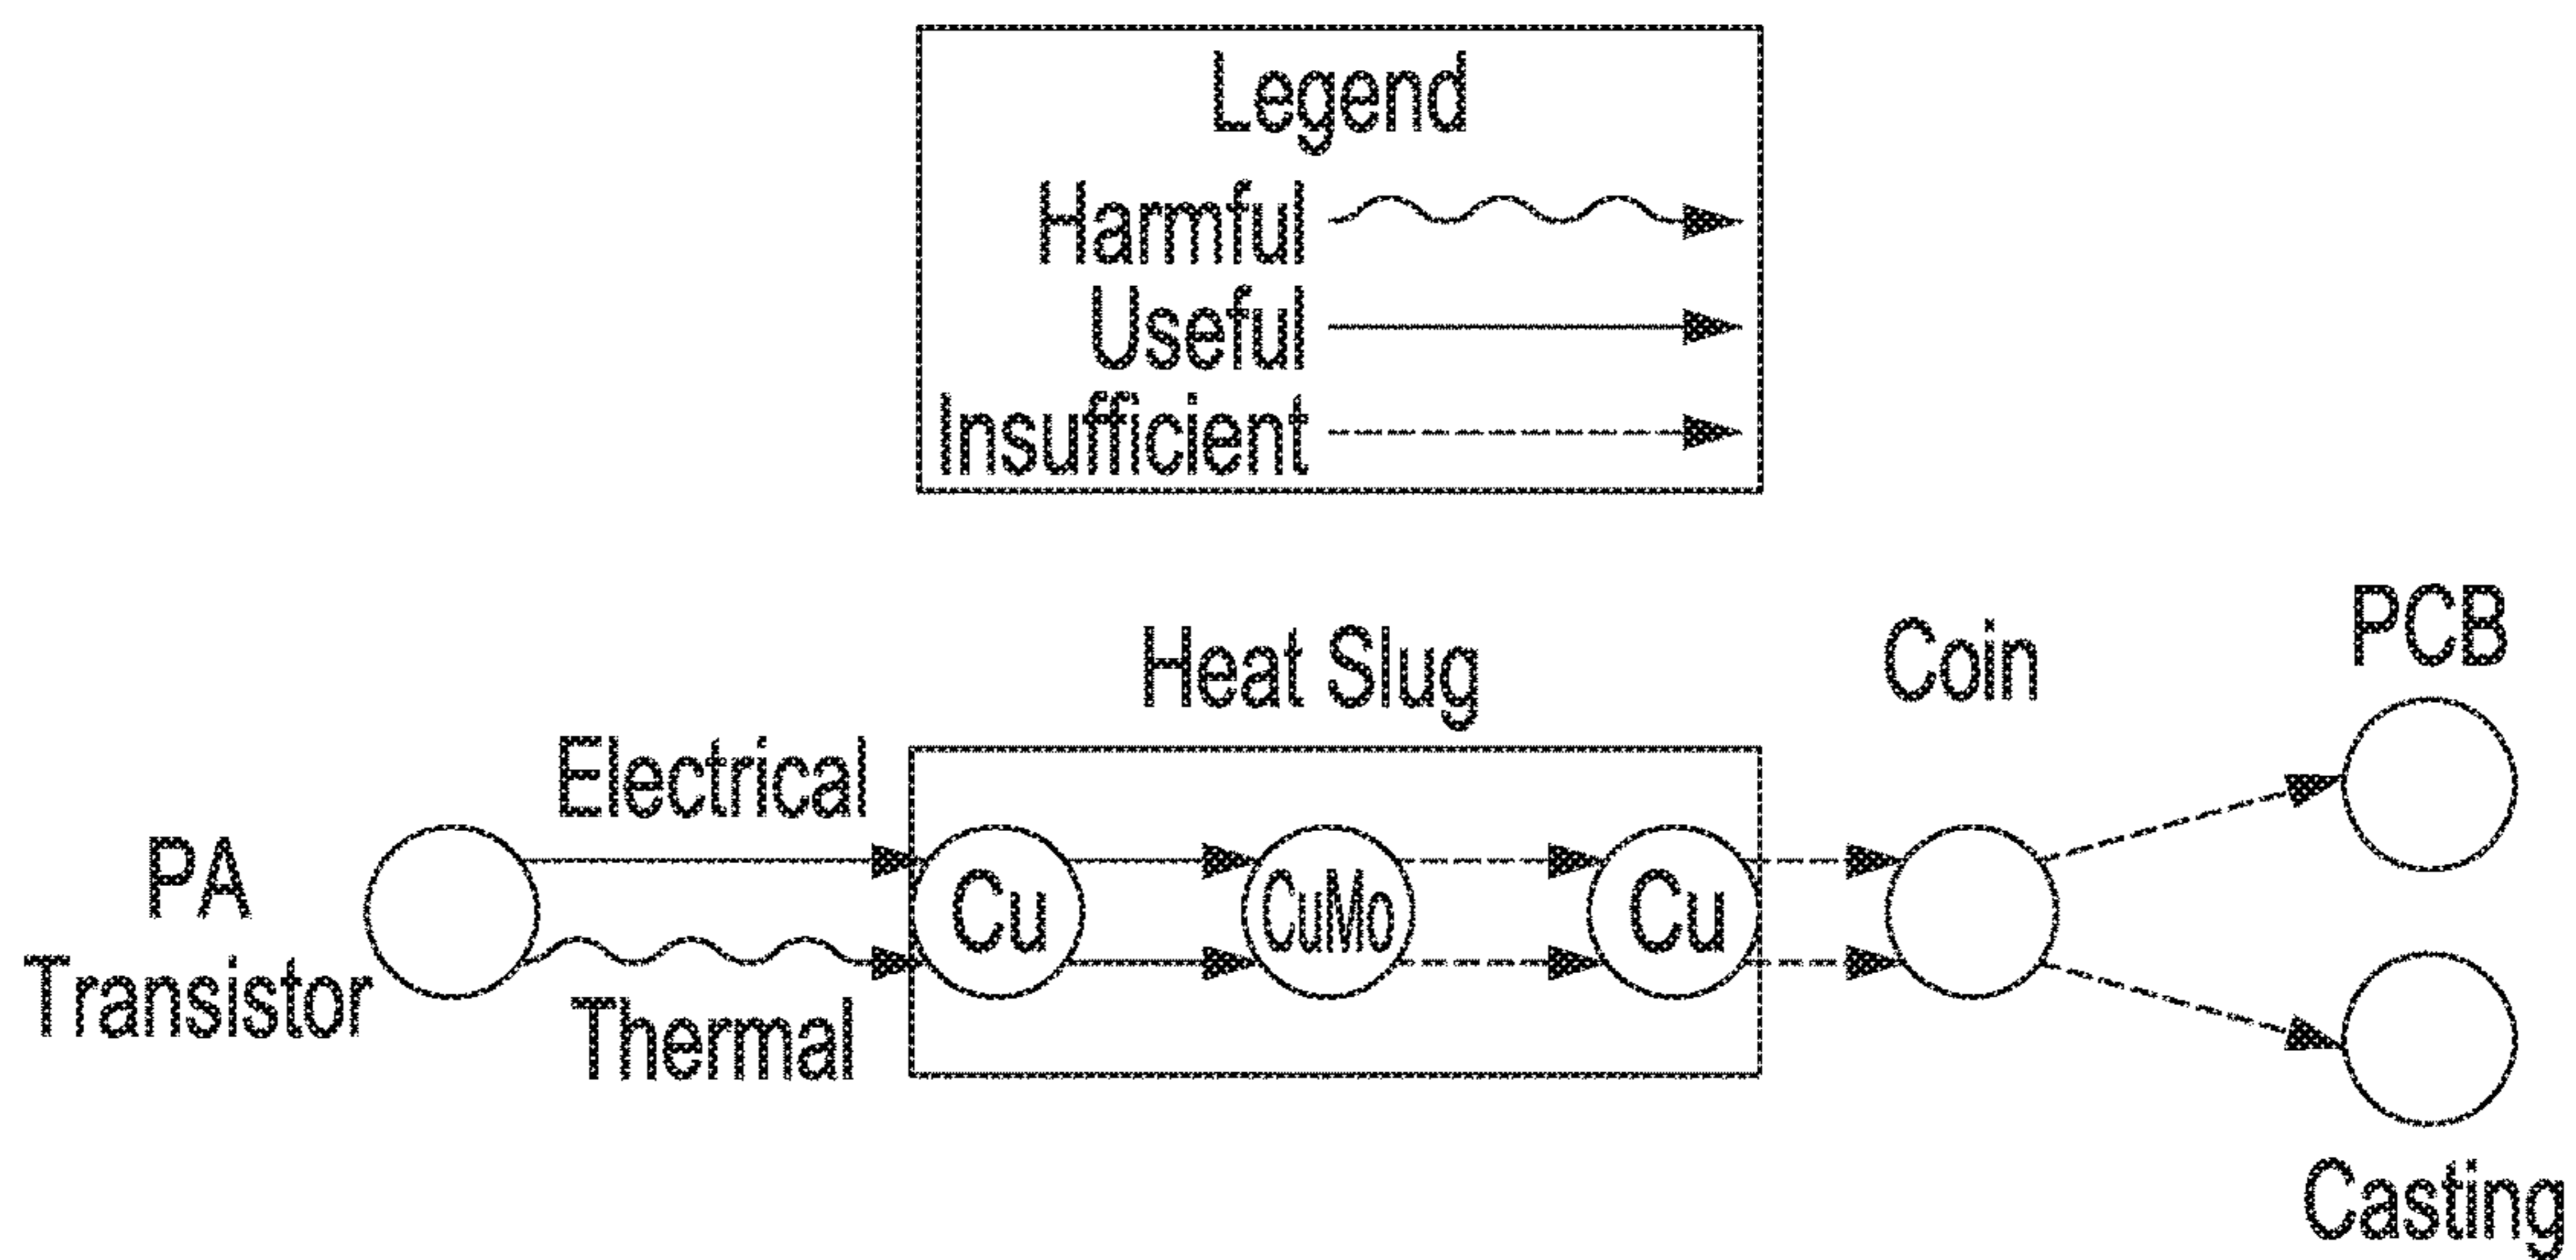 Legend
Harmful
Useful
Insufficient
PCB
Heat Slug
Coin
Electrical
PA
Transistor
Cu
CuMo
Cu
Thermal
Casting